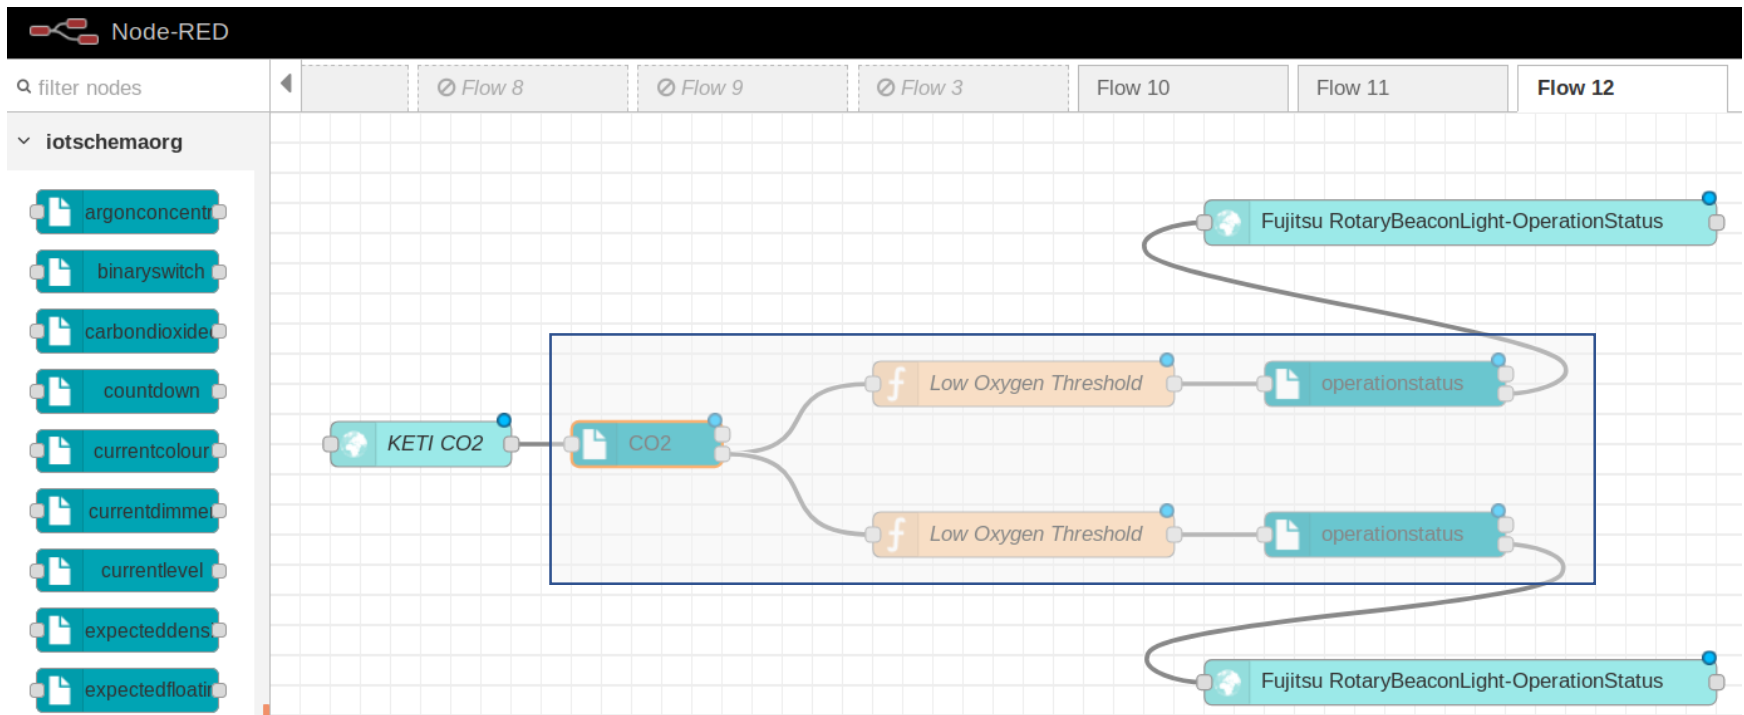 Node-RED
filter nodes
Flow 8
Flow 9
Flow 3
Flow 10
Flow 11
Flow 12
iotschemaorg
argonconcentr
binaryswitch
carbondioxide
countdown
currentcolour
currentdimmer
currentlevel
expecteddens
expectedfloatin
Fujitsu RotaryBeaconLight-OperationStatus
Low Oxygen Threshold
operationstatus
KETI CO2
CO2
Low Oxygen Threshold
operationstatus
Fujitsu RotaryBeaconLight-OperationStatus